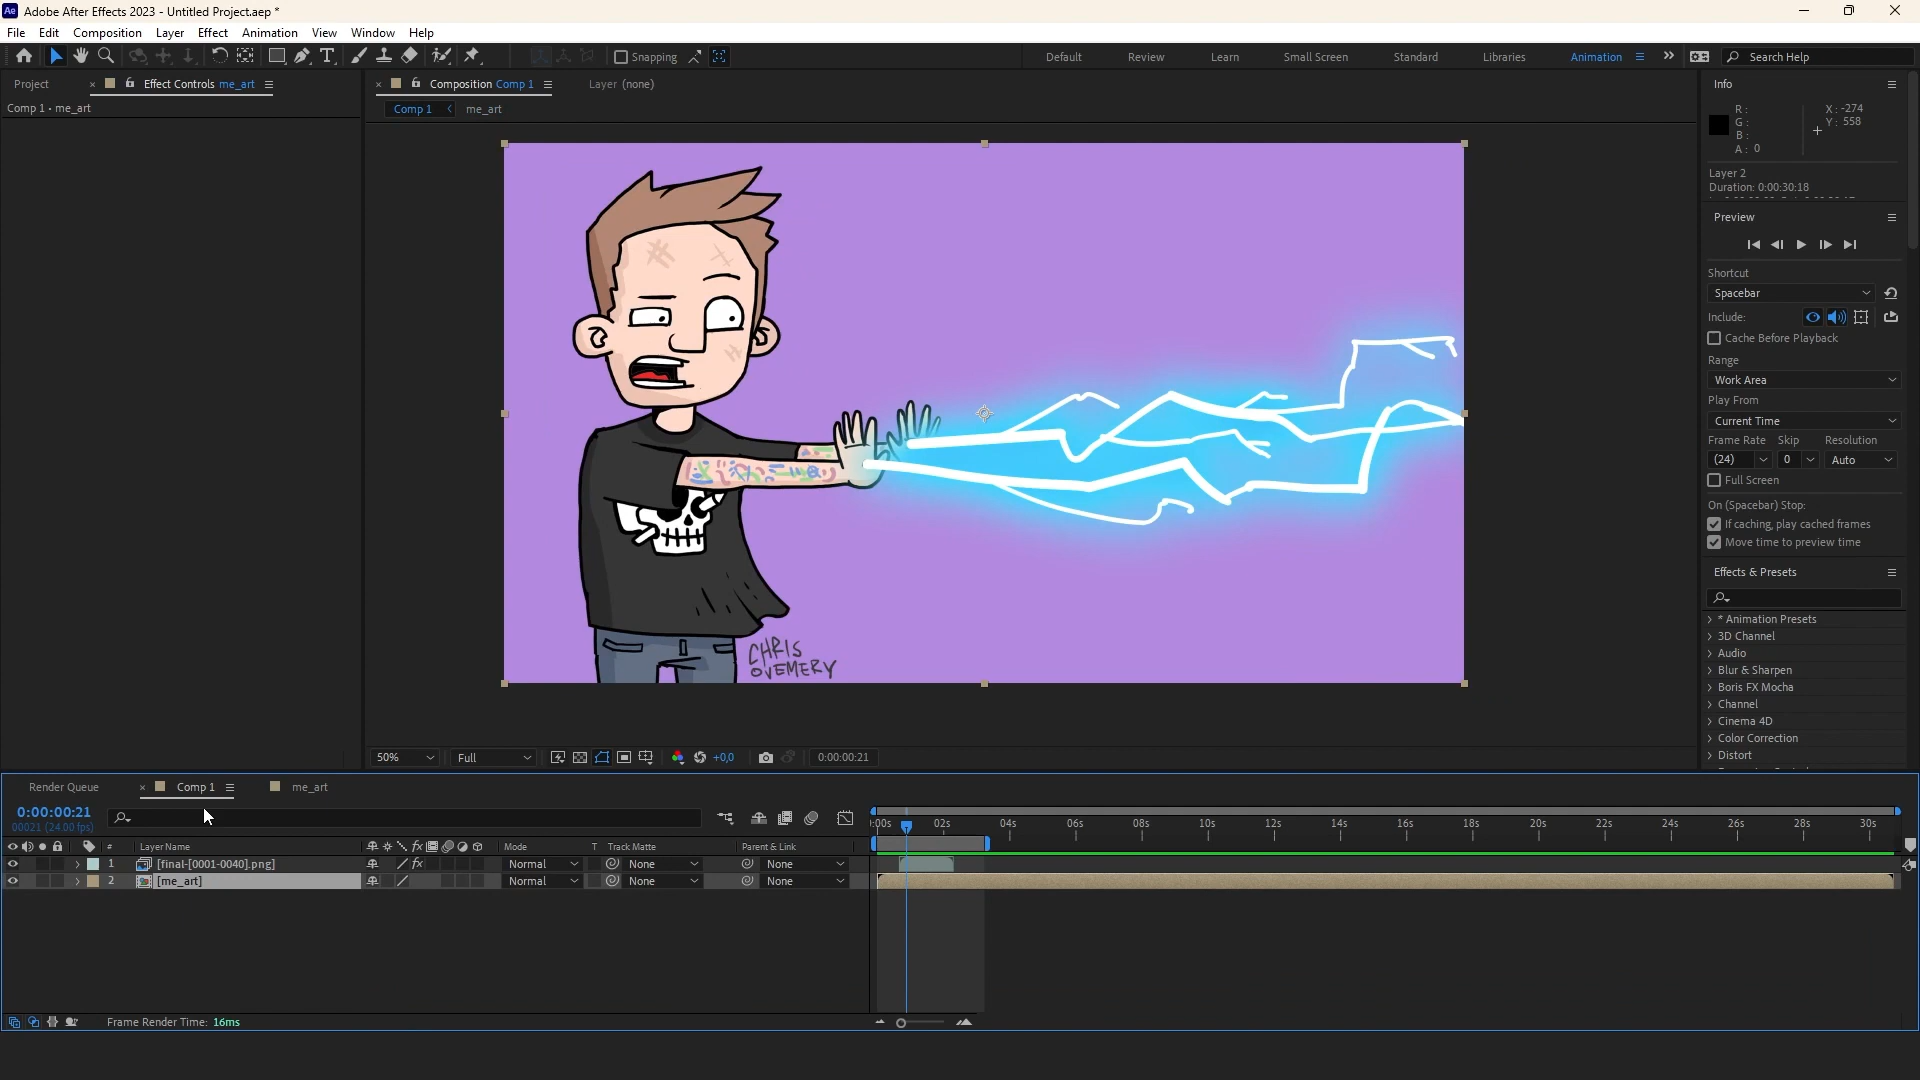 Adobe After Effects 2023 - Untitled Project.aep *
File Edit Composition Layer Effect Animation View Window Help
Snapping Default Review Learn Small Screen Standard Libraries Animation Search Help
Project Effect Controls me_art Composition Comp 1 Layer (none) Info
Comp 1 • me_art
Comp 1 me_art
R: X: -274
G: Y: 558
B:
A: 0
Layer 2
Duration: 0:00:30:18
Preview
Shortcut
Spacebar
Include:
Cache Before Playback
Range
Work Area
Play From
Current Time
Frame Rate Skip Resolution
(24) 0 Auto
Full Screen
On (Spacebar) Stop:
If caching, play cached frames
Move time to preview time
Effects & Presets
* Animation Presets
3D Channel
Audio
Blur & Sharpen
Boris FX Mocha
Channel
Cinema 4D
Color Correction
Distort
CHRIS
OVEMERY
50% Full +0,0 0:00:00:21
Render Queue Comp 1 me_art
0:00:00:21
00021 (24.00 fps)
:00s 02s 04s 06s 08s 10s 12s 14s 16s 18s 20s 22s 24s 26s 28s 30s
# Layer Name Mode T Track Matte Parent & Link
1 [final-[0001-0040].png] Normal None None
2 [me_art] Normal None None
Frame Render Time: 16ms